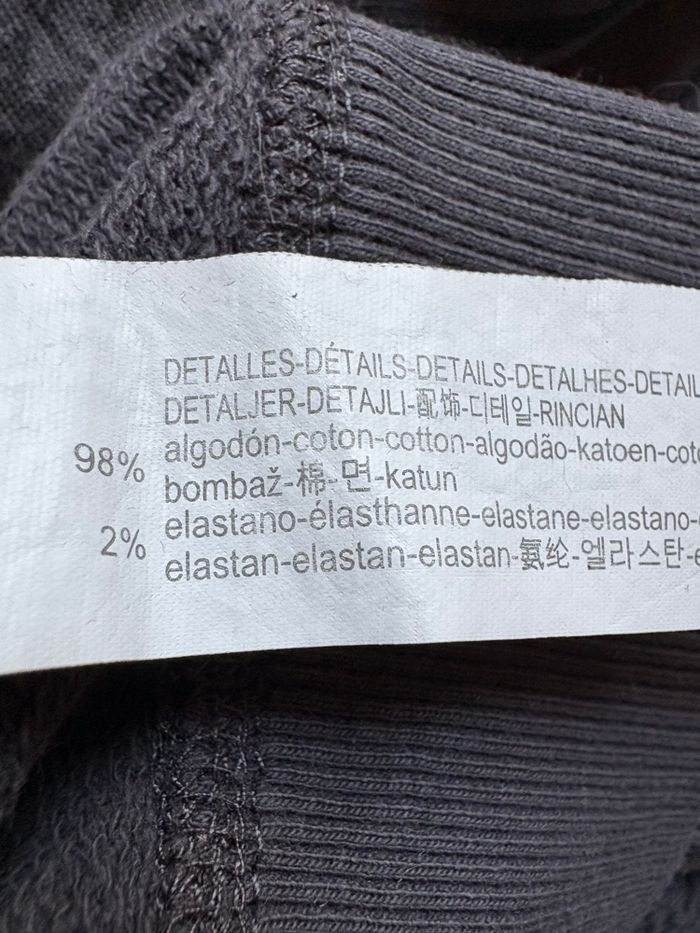 DETALLES-DÉTAILS-DETAILS-DETALHES-DETAIL
DETALJER-DETAJLI-配饰-디테일-RINCIAN
98% algodón-coton-cotton-algodão-katoen-coto
bombaž-棉-면-katun
2% elastano-élasthanne-elastane-elastano-
elastan-elastan-elastan-氨纶-엘라스탄-e